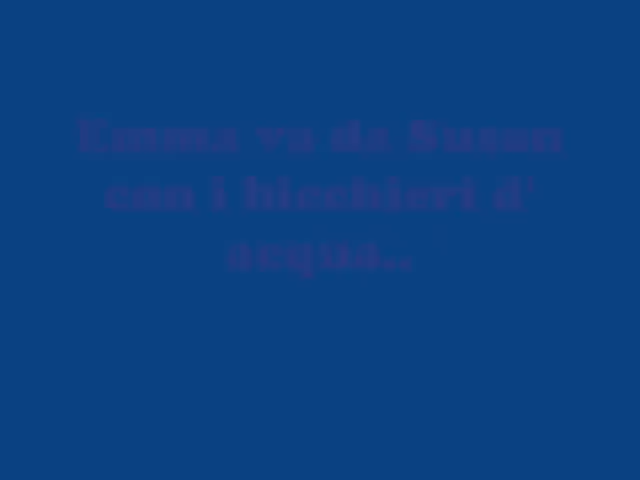 Emma va da Susan
con i bicchieri d'
acqua..